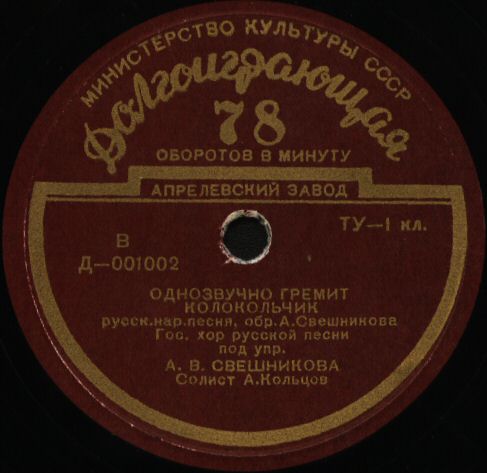 МИНИСТЕРСТВО КУЛЬТУРЫ СССР
Долгоиграющая
78
ОБОРОТОВ В МИНУТУ
АПРЕЛЕВСКИЙ ЗАВОД
В
Д—001002
ТУ—1 кл.
ОДНОЗВУЧНО ГРЕМИТ
КОЛОКОЛЬЧИК
русск.нар.песня, обр.А.Свешникова
Гос. хор русской песни
под упр.
А. В. СВЕШНИКОВА
Солист А.Кольцов